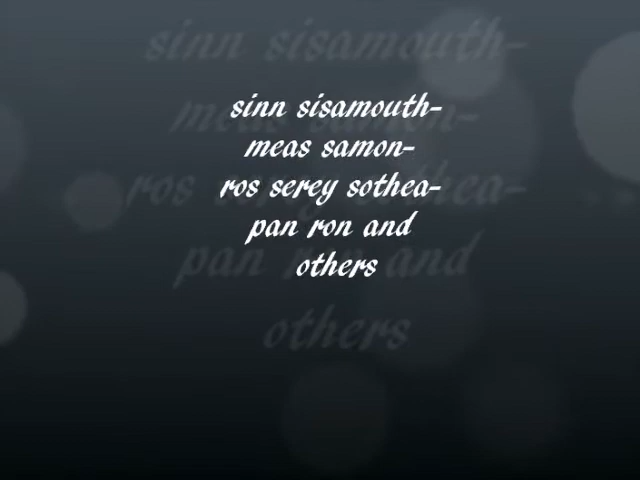 sinn sisamouth-
meas samon-
ros serey sothea-
pan ron and
others